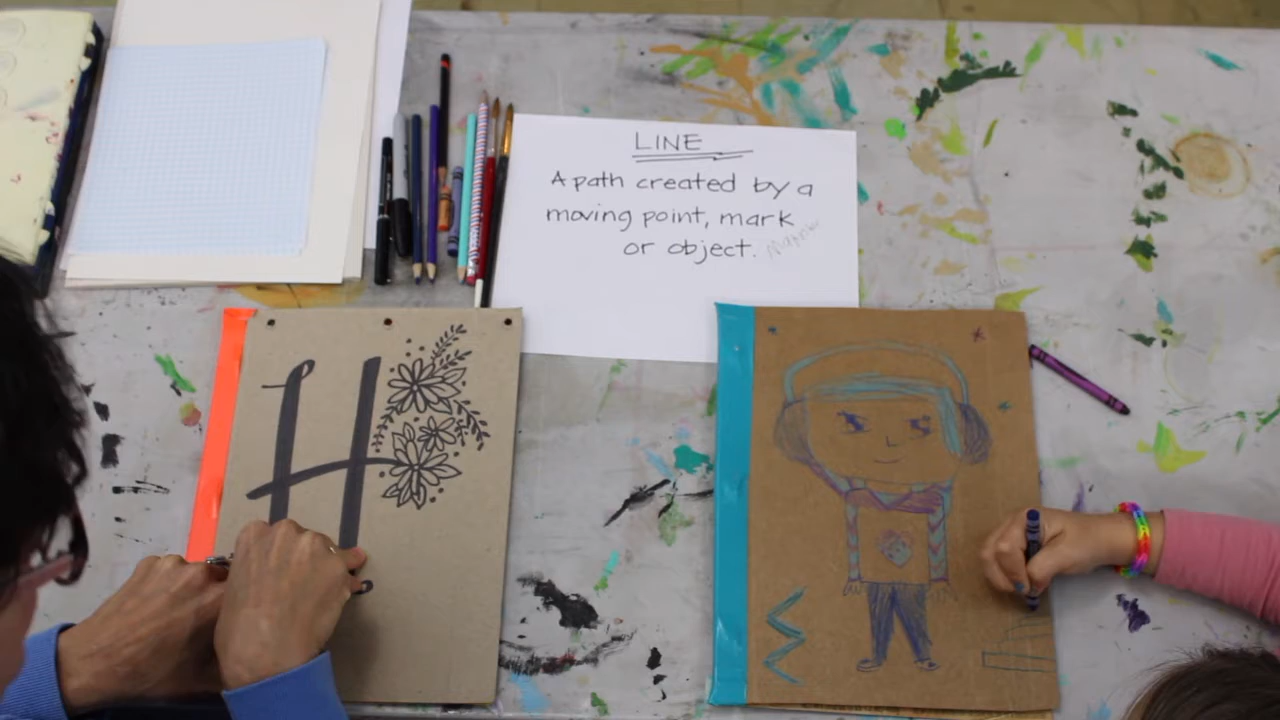 LINE
A path created by a
moving point, mark
or object.
H